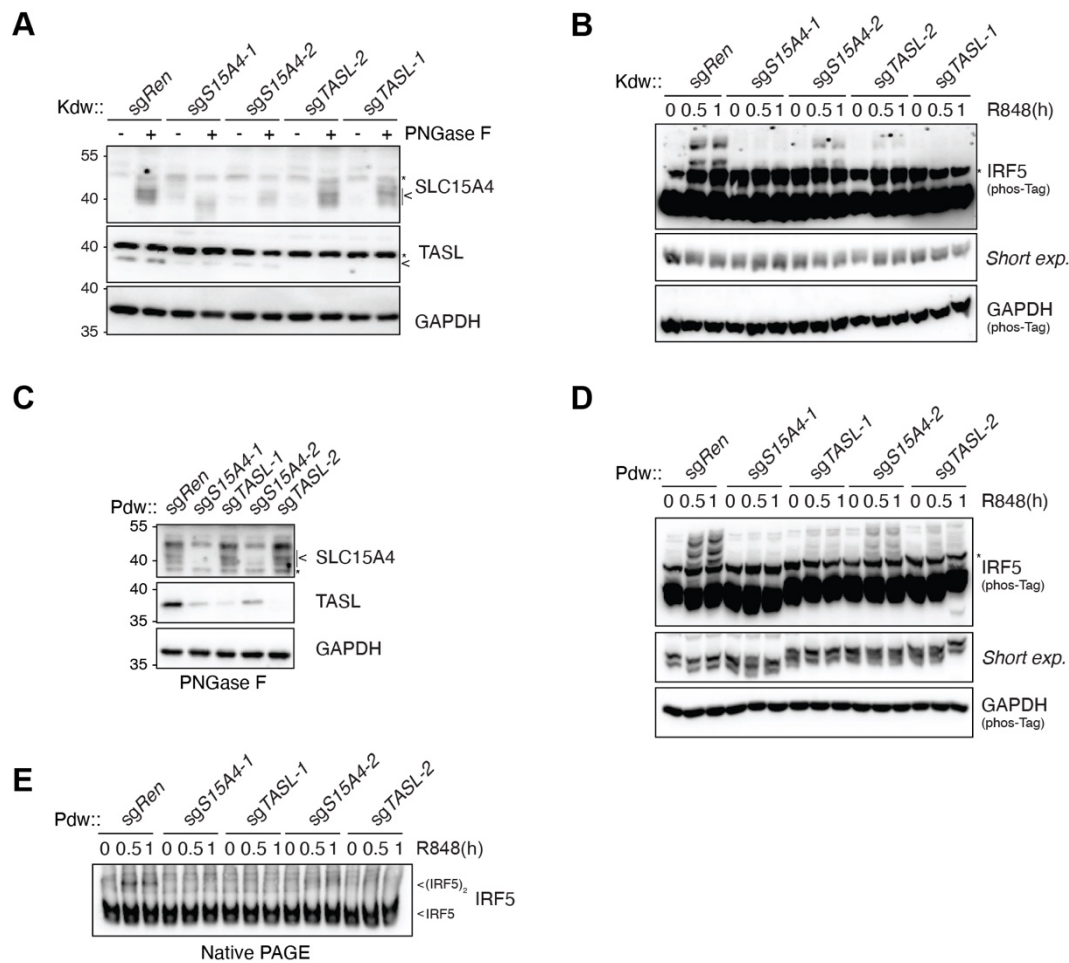 A
Kdw:: sgRen sgS15A4-1 sgS15A4-2 sgTASL-2 sgTASL-1
- + - + - + - + - + PNGase F
55
* SLC15A4
40 <
40 TASL
* <
40
GAPDH
35
B
Kdw:: sgRen sgS15A4-1 sgS15A4-2 sgTASL-2 sgTASL-1
0 0.5 1 0 0.5 1 0 0.5 1 0 0.5 1 0 0.5 1 R848(h)
* IRF5
(phos-Tag)
Short exp.
GAPDH
(phos-Tag)
C
Pdw:: sgRen sgS15A4-1 sgTASL-1 sgS15A4-2 sgTASL-2
55
40 < SLC15A4
*
40
TASL
35
GAPDH
35
PNGase F
D
Pdw:: sgRen sgS15A4-1 sgTASL-1 sgS15A4-2 sgTASL-2
0 0.5 1 0 0.5 1 0 0.5 1 0 0.5 1 0 0.5 1 R848(h)
*
IRF5
(phos-Tag)
Short exp.
GAPDH
(phos-Tag)
E
Pdw:: sgRen sgS15A4-1 sgTASL-1 sgS15A4-2 sgTASL-2
0 0.5 1 0 0.5 1 0 0.5 1 0 0.5 1 0 0.5 1 R848(h)
<(IRF5)2
IRF5
<IRF5
Native PAGE